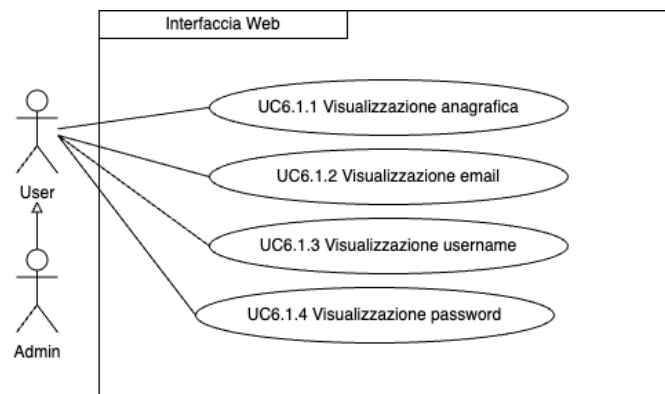 Interfaccia Web
UC6.1.1 Visualizzazione anagrafica
UC6.1.2 Visualizzazione email
User
UC6.1.3 Visualizzazione username
UC6.1.4 Visualizzazione password
Admin